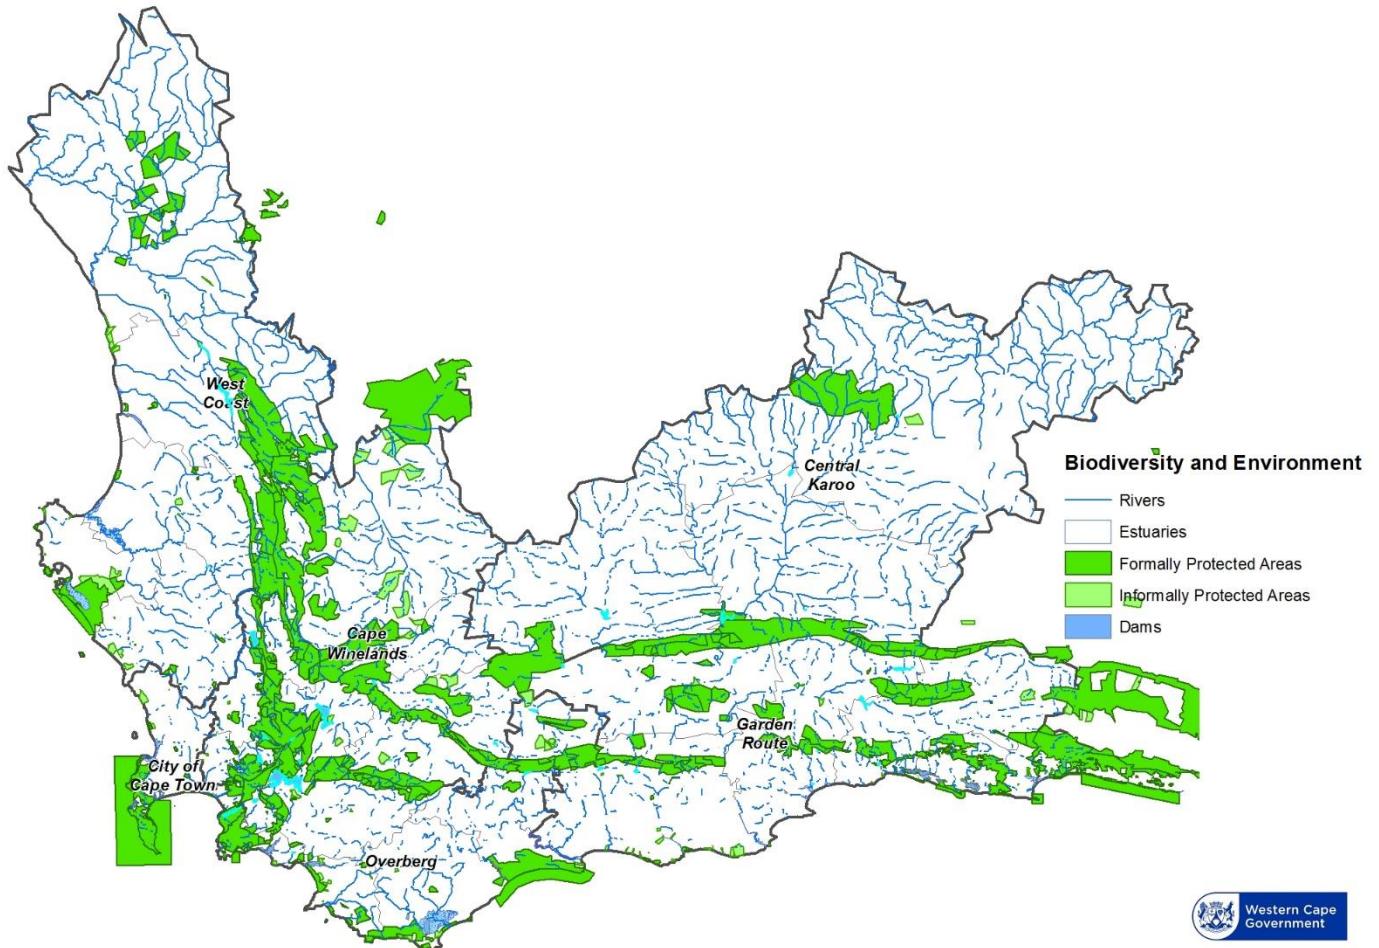 West
Coast
Central
Karoo
Biodiversity and Environment
Rivers
Estuaries
Formally Protected Areas
Informally Protected Areas
Dams
Cape
Winelands
Garden
Route
City of
Cape Town
Overberg
Western Cape
Government